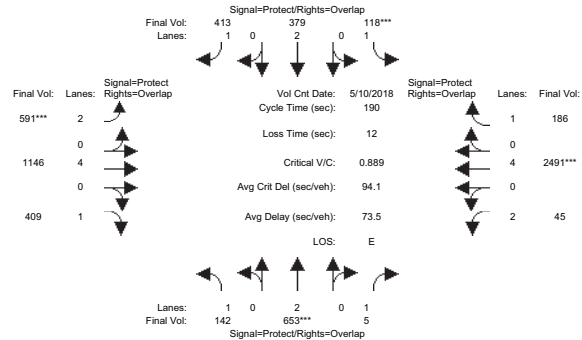 Signal=Protect/Rights=Overlap
Final Vol: 413 379 118***
Lanes: 1 0 2 0 1
Signal=Protect
Final Vol: Lanes: Rights=Overlap
Vol Cnt Date: 5/10/2018
Signal=Protect
Rights=Overlap Lanes: Final Vol:
Cycle Time (sec): 190
591*** 2 1 186
Loss Time (sec): 12
0 0
1146 4 Critical V/C: 0.889 4 2491***
0 Avg Crit Del (sec/veh): 94.1 0
409 1 Avg Delay (sec/veh): 73.5 2 45
LOS: E
Lanes: 1 0 2 0 1
Final Vol: 142 653*** 5
Signal=Protect/Rights=Overlap